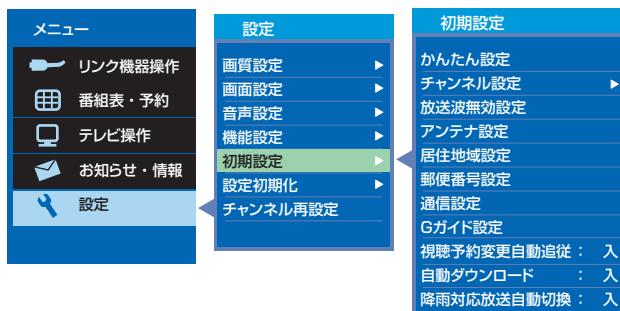 メニュー
リンク機器操作
番組表・予約
テレビ操作
お知らせ・情報
設定
設定
画質設定
画面設定
音声設定
機能設定
初期設定
設定初期化
チャンネル再設定
初期設定
かんたん設定
チャンネル設定
放送波無効設定
アンテナ設定
居住地域設定
郵便番号設定
通信設定
Gガイド設定
視聴予約変更自動追従： 入
自動ダウンロード ： 入
降雨対応放送自動切換： 入